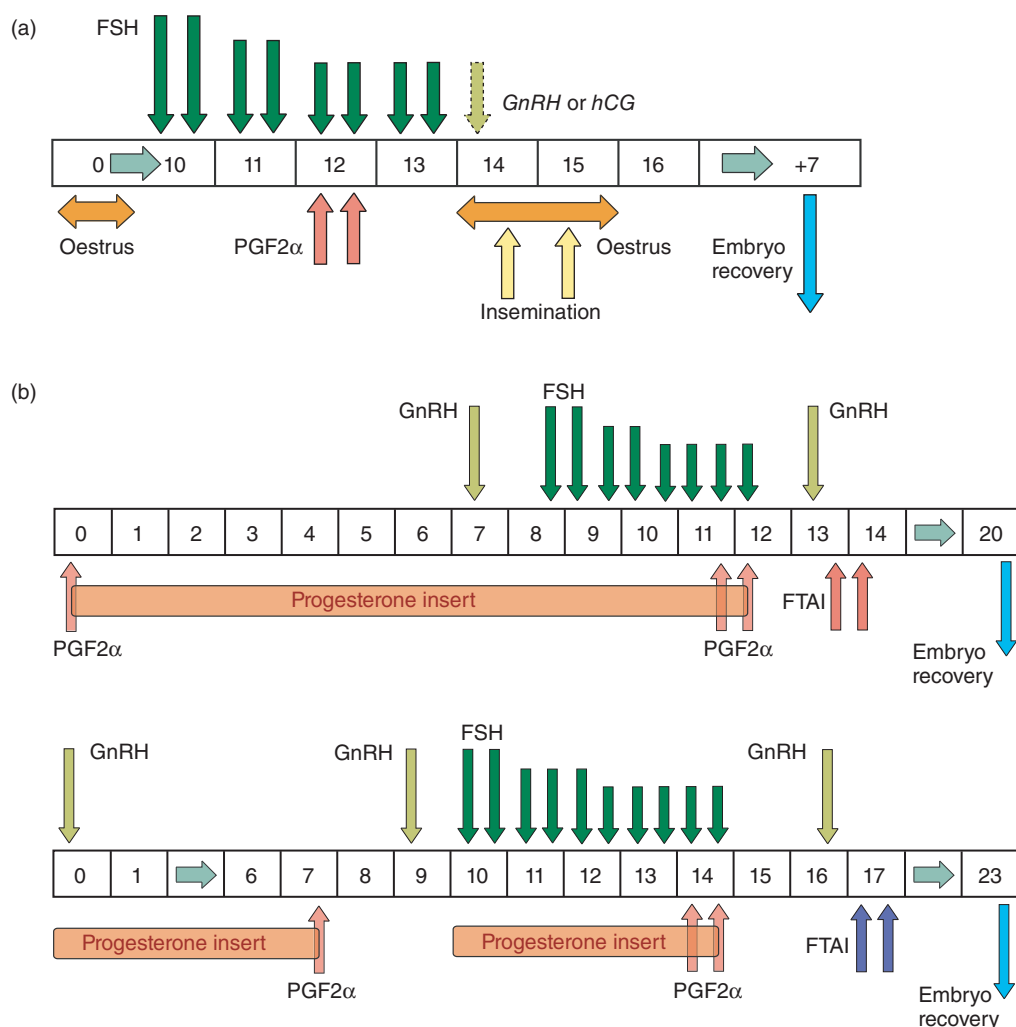 (a)
FSH
GnRH or hCG
0 10 11 12 13 14 15 16 +7
Oestrus
PGF2α
Oestrus
Insemination
Embryo
recovery
(b)
GnRH
FSH
GnRH
0 1 2 3 4 5 6 7 8 9 10 11 12 13 14 20
Progesterone insert
PGF2α
PGF2α
FTAI
Embryo
recovery
GnRH
GnRH
FSH
GnRH
0 1 6 7 8 9 10 11 12 13 14 15 16 17 23
Progesterone insert
Progesterone insert
PGF2α
PGF2α
FTAI
Embryo
recovery